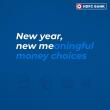 HDFC BANK
New year,
new meaningful
money choices